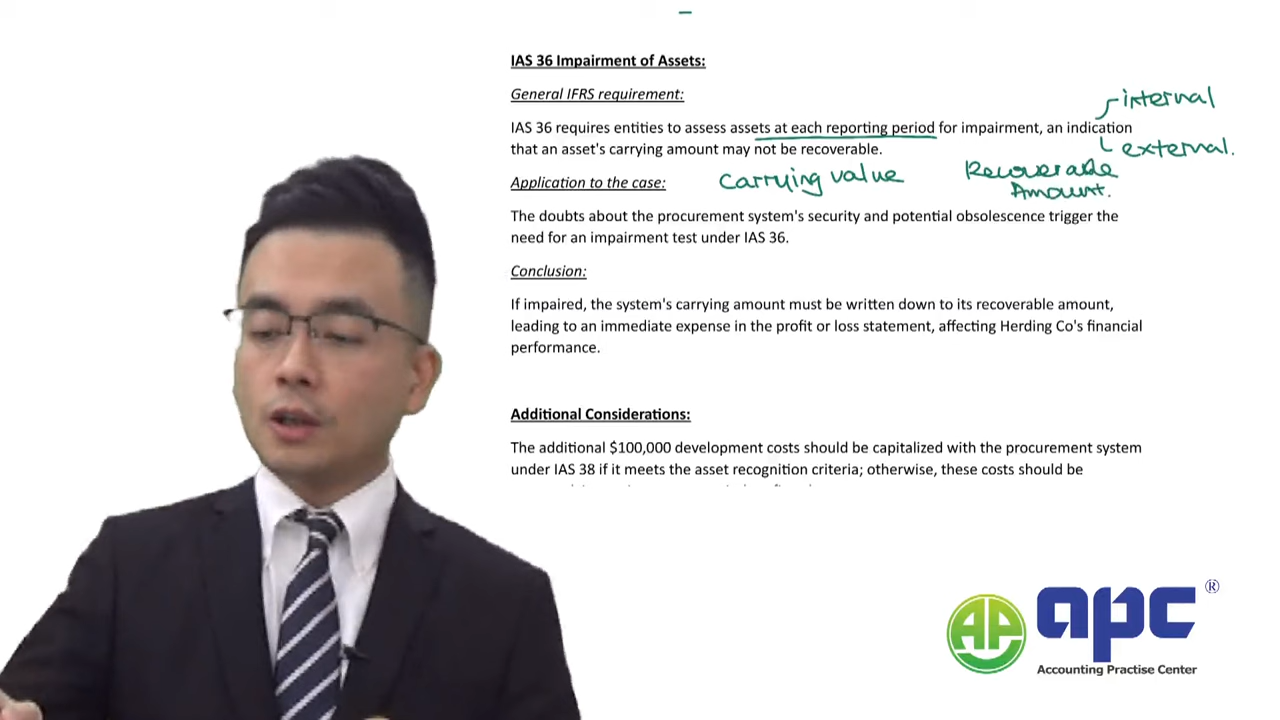 IAS 36 Impairment of Assets:
General IFRS requirement:
internal
IAS 36 requires entities to assess assets at each reporting period for impairment, an indication
that an asset's carrying amount may not be recoverable.
external.
Application to the case:
Carrying value
Recoverable
Amount.
The doubts about the procurement system's security and potential obsolescence trigger the
need for an impairment test under IAS 36.
Conclusion:
If impaired, the system's carrying amount must be written down to its recoverable amount,
leading to an immediate expense in the profit or loss statement, affecting Herding Co's financial
performance.
Additional Considerations:
The additional $100,000 development costs should be capitalized with the procurement system
under IAS 38 if it meets the asset recognition criteria; otherwise, these costs should be
AP
apc®
Accounting Practise Center